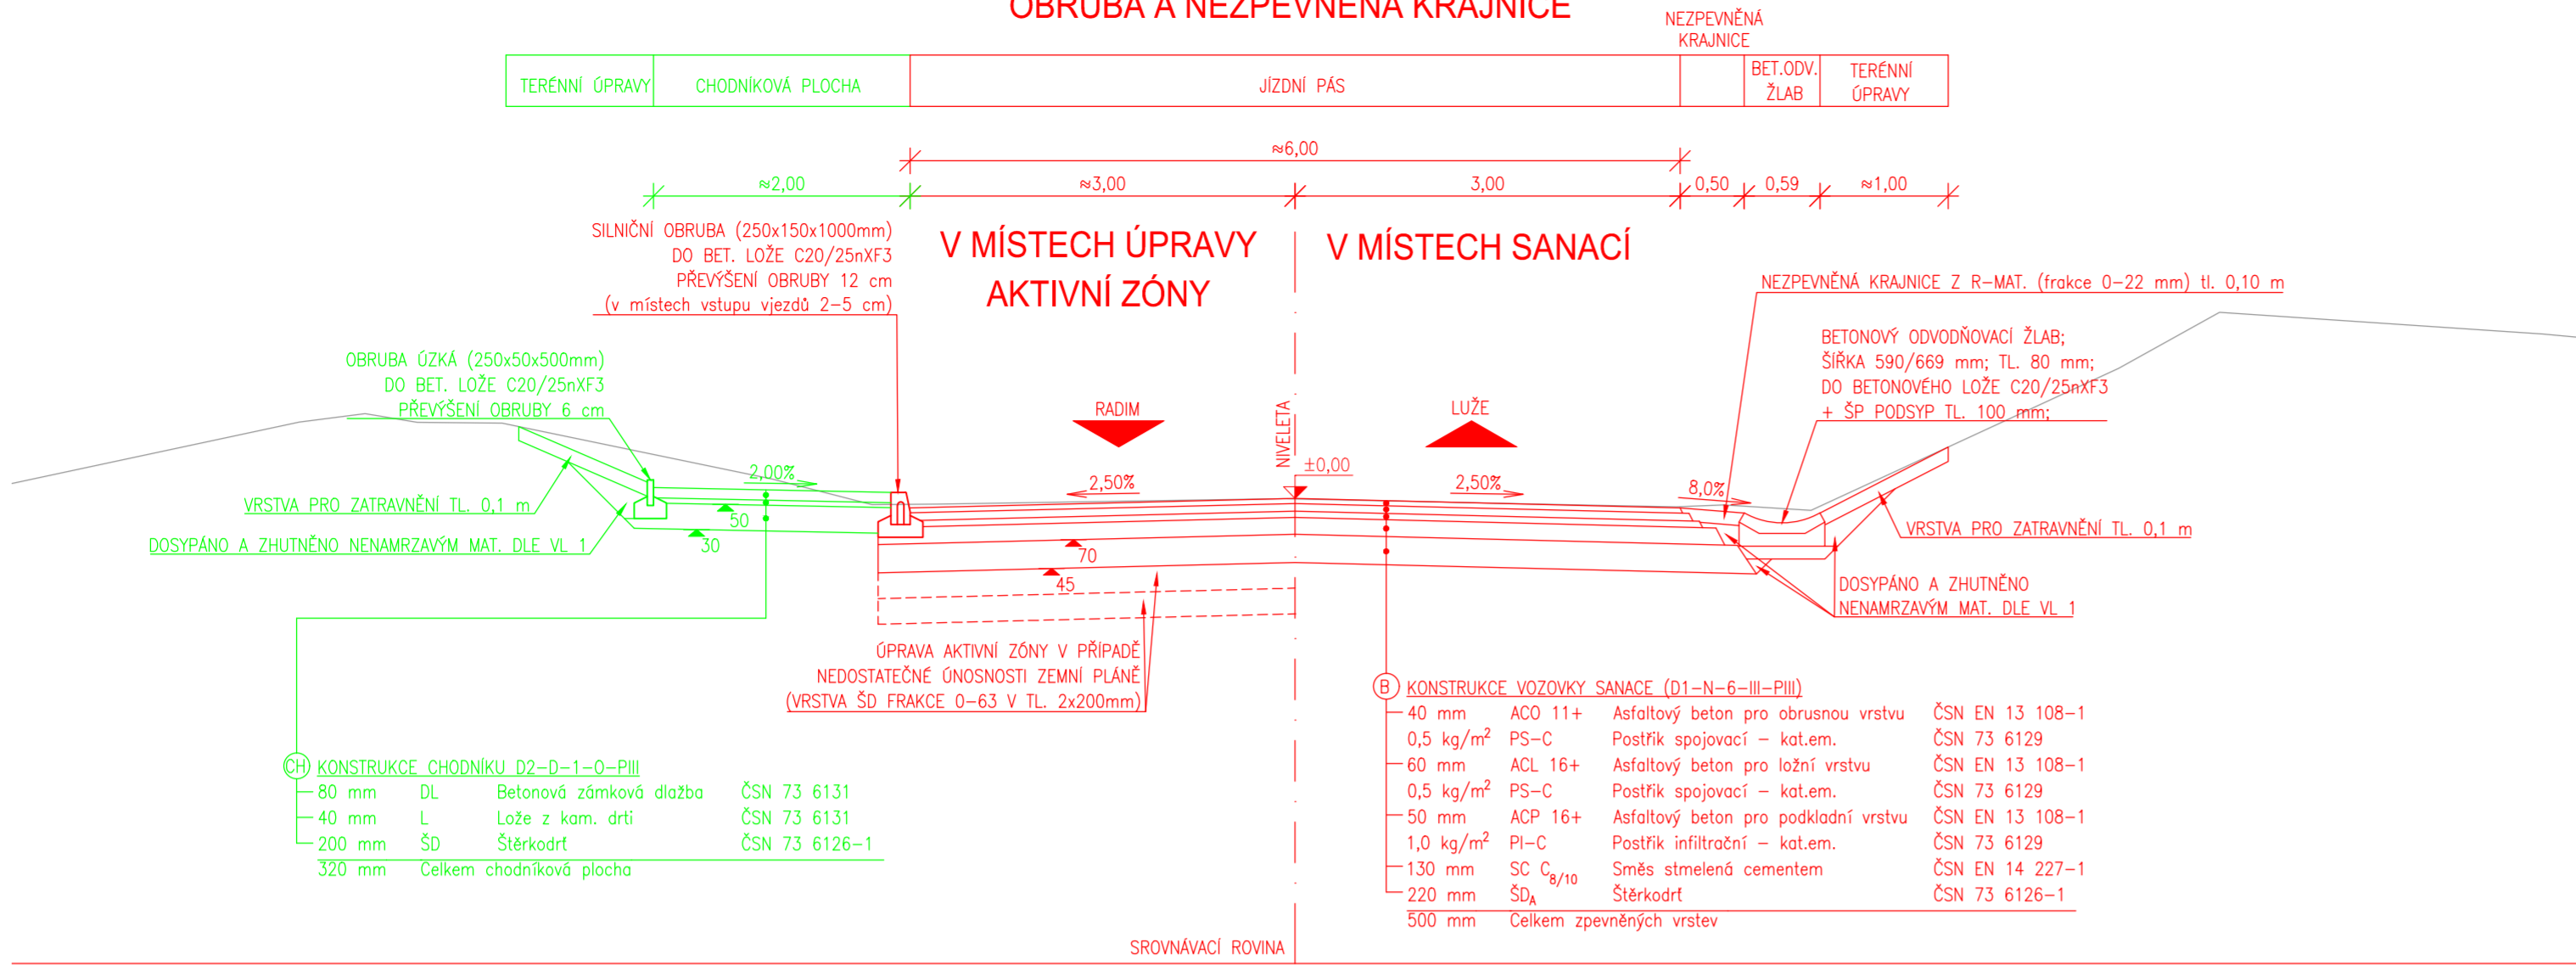 OBRUBA A NEZPEVNĚNÁ KRAJNICE
NEZPEVNĚNÁ
KRAJNICE
TERÉNNÍ ÚPRAVY
CHODNÍKOVÁ PLOCHA
JÍZDNÍ PÁS
BET.ODV.
ŽLAB
TERÉNNÍ
ÚPRAVY
≈6,00
≈2,00
≈3,00
3,00
0,50
0,59
≈1,00
SILNIČNÍ OBRUBA (250x150x1000mm)
DO BET. LOŽE C20/25nXF3
PŘEVÝŠENÍ OBRUBY 12 cm
(v místech vstupu vjezdů 2-5 cm)
V MÍSTECH ÚPRAVY
AKTIVNÍ ZÓNY
V MÍSTECH SANACÍ
NEZPEVNĚNÁ KRAJNICE Z R-MAT. (frakce 0-22 mm) tl. 0,10 m
BETONOVÝ ODVODŇOVACÍ ŽLAB;
ŠÍŘKA 590/669 mm; TL. 80 mm;
DO BETONOVÉHO LOŽE C20/25nXF3
+ ŠP PODSYP TL. 100 mm;
OBRUBA ÚZKÁ (250x50x500mm)
DO BET. LOŽE C20/25nXF3
PŘEVÝŠENÍ OBRUBY 6 cm
RADIM
NIVELETA
LUŽE
±0,00
2,00%
2,50%
2,50%
8,0%
VRSTVA PRO ZATRAVNĚNÍ TL. 0,1 m
50
DOSYPÁNO A ZHUTNĚNO NENAMRZAVÝM MAT. DLE VL 1
30
70
45
VRSTVA PRO ZATRAVNĚNÍ TL. 0,1 m
DOSYPÁNO A ZHUTNĚNO
NENAMRZAVÝM MAT. DLE VL 1
ÚPRAVA AKTIVNÍ ZÓNY V PŘÍPADĚ
NEDOSTATEČNÉ ÚNOSNOSTI ZEMNÍ PLÁNĚ
(VRSTVA ŠD FRAKCE 0-63 V TL. 2x200mm)
CH KONSTRUKCE CHODNÍKU D2-D-1-O-PIII
80 mm DL Betonová zámková dlažba ČSN 73 6131
40 mm L Lože z kam. drti ČSN 73 6131
200 mm ŠD Štěrkodrť ČSN 73 6126-1
320 mm Celkem chodníková plocha
B KONSTRUKCE VOZOVKY SANACE (D1-N-6-III-PIII)
40 mm ACO 11+ Asfaltový beton pro obrusnou vrstvu ČSN EN 13 108-1
0,5 kg/m² PS-C Postřik spojovací - kat.em. ČSN 73 6129
60 mm ACL 16+ Asfaltový beton pro ložní vrstvu ČSN EN 13 108-1
0,5 kg/m² PS-C Postřik spojovací - kat.em. ČSN 73 6129
50 mm ACP 16+ Asfaltový beton pro podkladní vrstvu ČSN EN 13 108-1
1,0 kg/m² PI-C Postřik infiltrační - kat.em. ČSN 73 6129
130 mm SC C8/10 Směs stmelená cementem ČSN EN 14 227-1
220 mm ŠDA Štěrkodrť ČSN 73 6126-1
500 mm Celkem zpevněných vrstev
SROVNÁVACÍ ROVINA